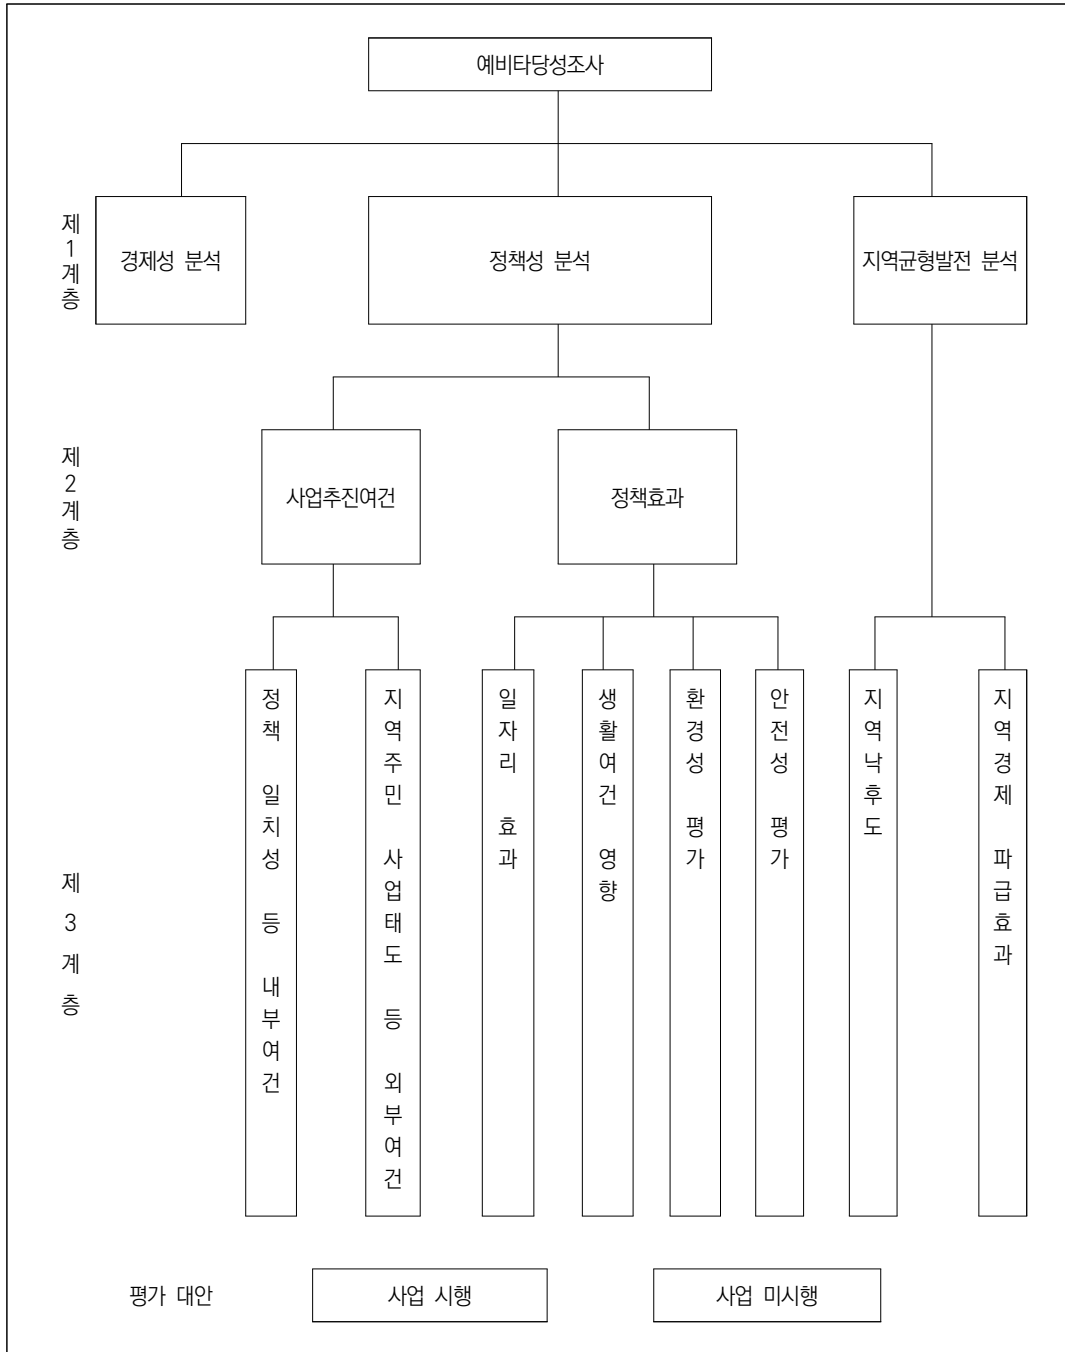 예비타당성조사
제1계층
경제성 분석
정책성 분석
지역균형발전 분석
제2계층
사업추진여건
정책효과
제3계층
정책 일치성 등 내부여건
지역주민 사업태도 등 외부여건
일자리 효과
생활여건 영향
환경성 평가
안전성 평가
지역낙후도
지역경제 파급효과
평가 대안
사업 시행
사업 미시행